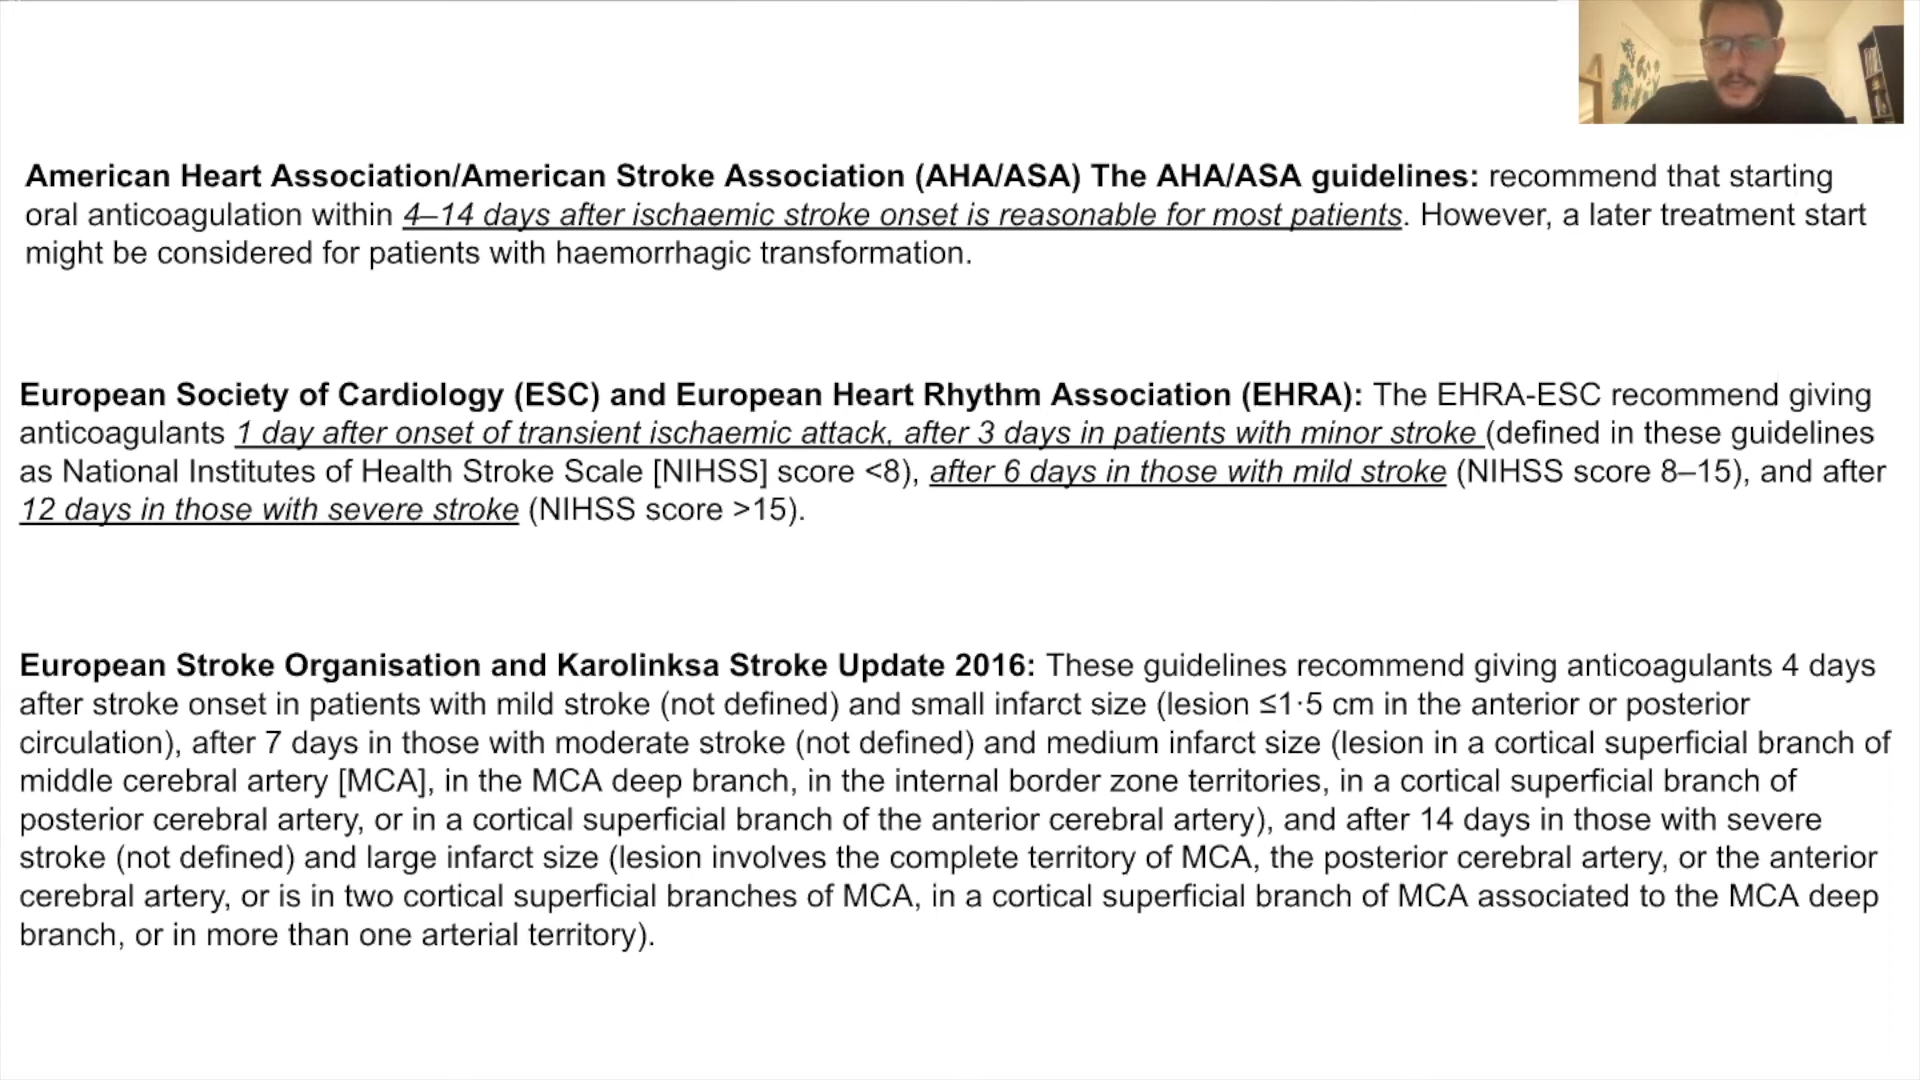 American Heart Association/American Stroke Association (AHA/ASA) The AHA/ASA guidelines: recommend that starting
oral anticoagulation within 4–14 days after ischaemic stroke onset is reasonable for most patients. However, a later treatment start
might be considered for patients with haemorrhagic transformation.
European Society of Cardiology (ESC) and European Heart Rhythm Association (EHRA): The EHRA-ESC recommend giving
anticoagulants 1 day after onset of transient ischaemic attack, after 3 days in patients with minor stroke (defined in these guidelines
as National Institutes of Health Stroke Scale [NIHSS] score <8), after 6 days in those with mild stroke (NIHSS score 8–15), and after
12 days in those with severe stroke (NIHSS score >15).
European Stroke Organisation and Karolinksa Stroke Update 2016: These guidelines recommend giving anticoagulants 4 days
after stroke onset in patients with mild stroke (not defined) and small infarct size (lesion ≤1·5 cm in the anterior or posterior
circulation), after 7 days in those with moderate stroke (not defined) and medium infarct size (lesion in a cortical superficial branch of
middle cerebral artery [MCA], in the MCA deep branch, in the internal border zone territories, in a cortical superficial branch of
posterior cerebral artery, or in a cortical superficial branch of the anterior cerebral artery), and after 14 days in those with severe
stroke (not defined) and large infarct size (lesion involves the complete territory of MCA, the posterior cerebral artery, or the anterior
cerebral artery, or is in two cortical superficial branches of MCA, in a cortical superficial branch of MCA associated to the MCA deep
branch, or in more than one arterial territory).